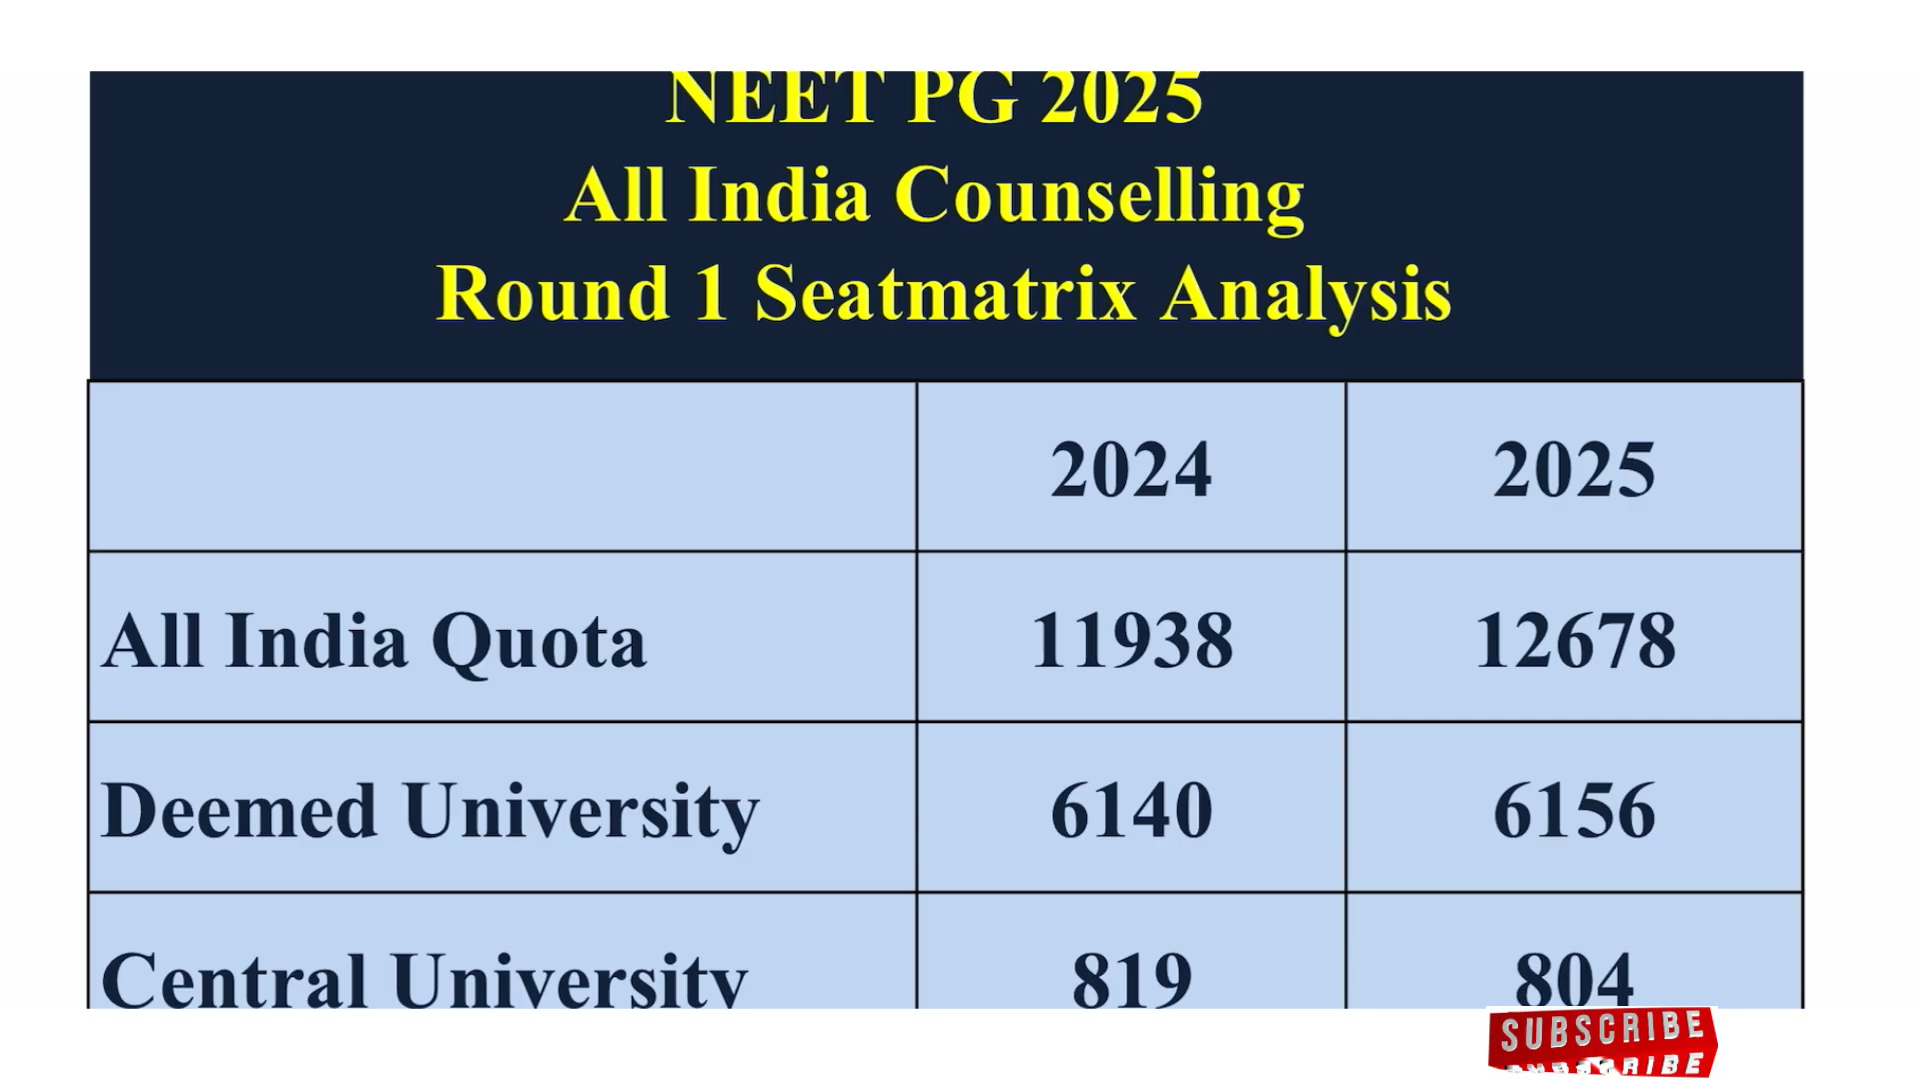 NEET PG 2025
All India Counselling
Round 1 Seatmatrix Analysis
2024 2025
All India Quota 11938 12678
Deemed University 6140 6156
Central University 819 804
SUBSCRIBE